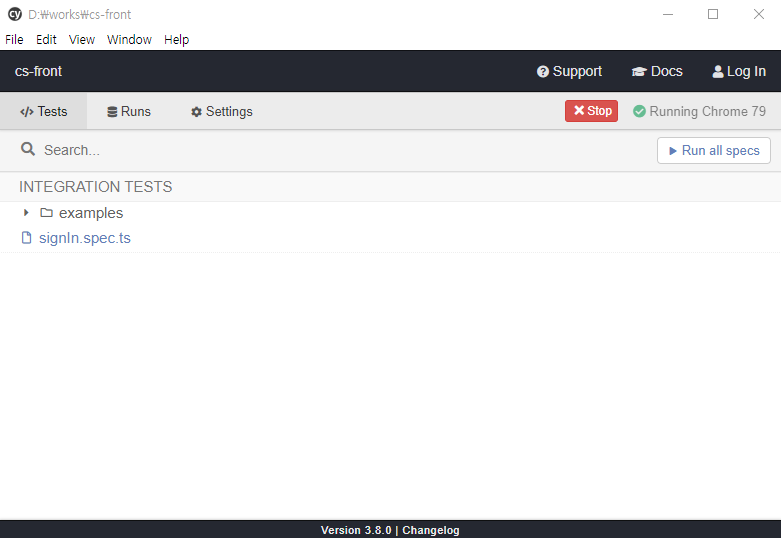 cy D:₩works₩cs-front
File Edit View Window Help
cs-front Support Docs Log In
Tests Runs Settings Stop Running Chrome 79
Search... Run all specs
INTEGRATION TESTS
examples
signIn.spec.ts
Version 3.8.0 | Changelog